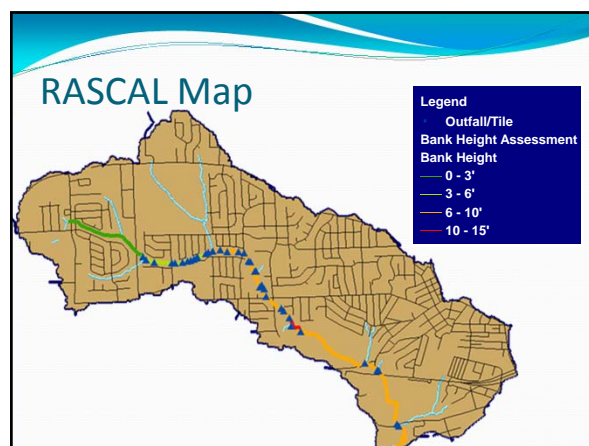 RASCAL Map
Legend
Outfall/Tile
Bank Height Assessment
Bank Height
0 - 3'
3 - 6'
6 - 10'
10 - 15'